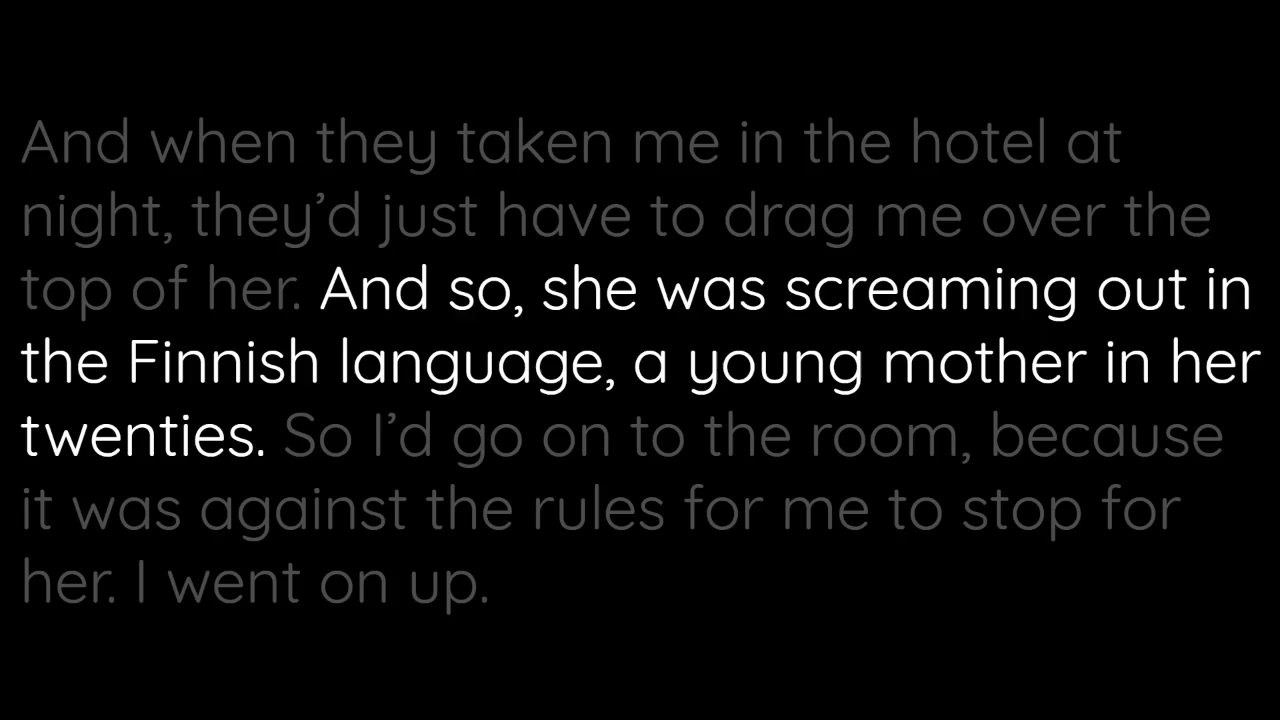 And when they taken me in the hotel at
night, they’d just have to drag me over the
top of her. And so, she was screaming out in
the Finnish language, a young mother in her
twenties. So I’d go on to the room, because
it was against the rules for me to stop for
her. I went on up.